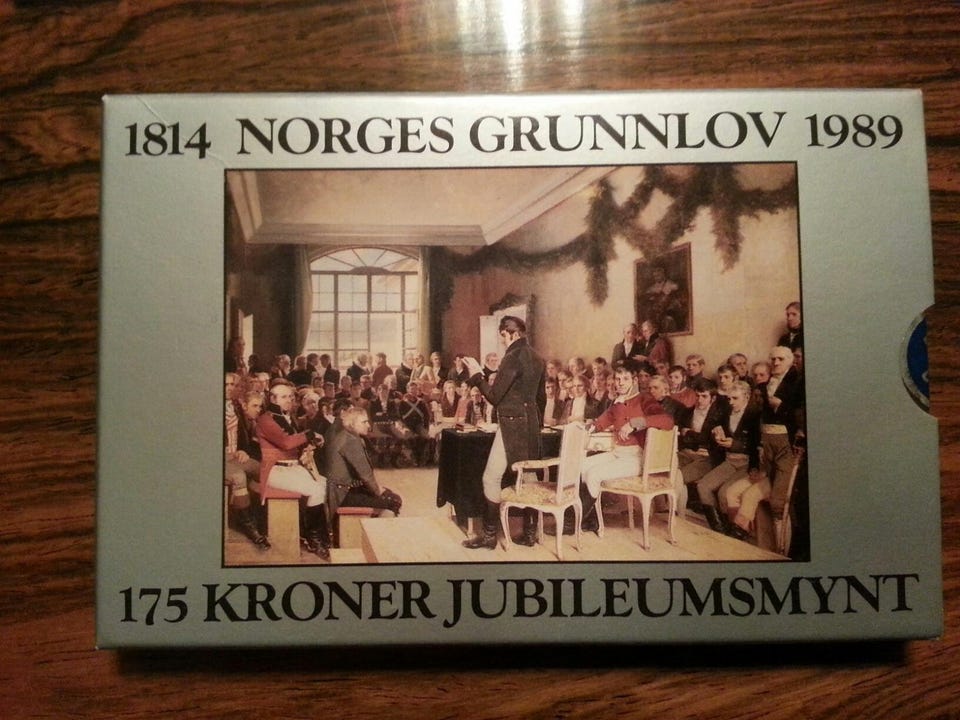 1814 NORGES GRUNNLOV 1989
175 KRONER JUBILEUMSMYNT